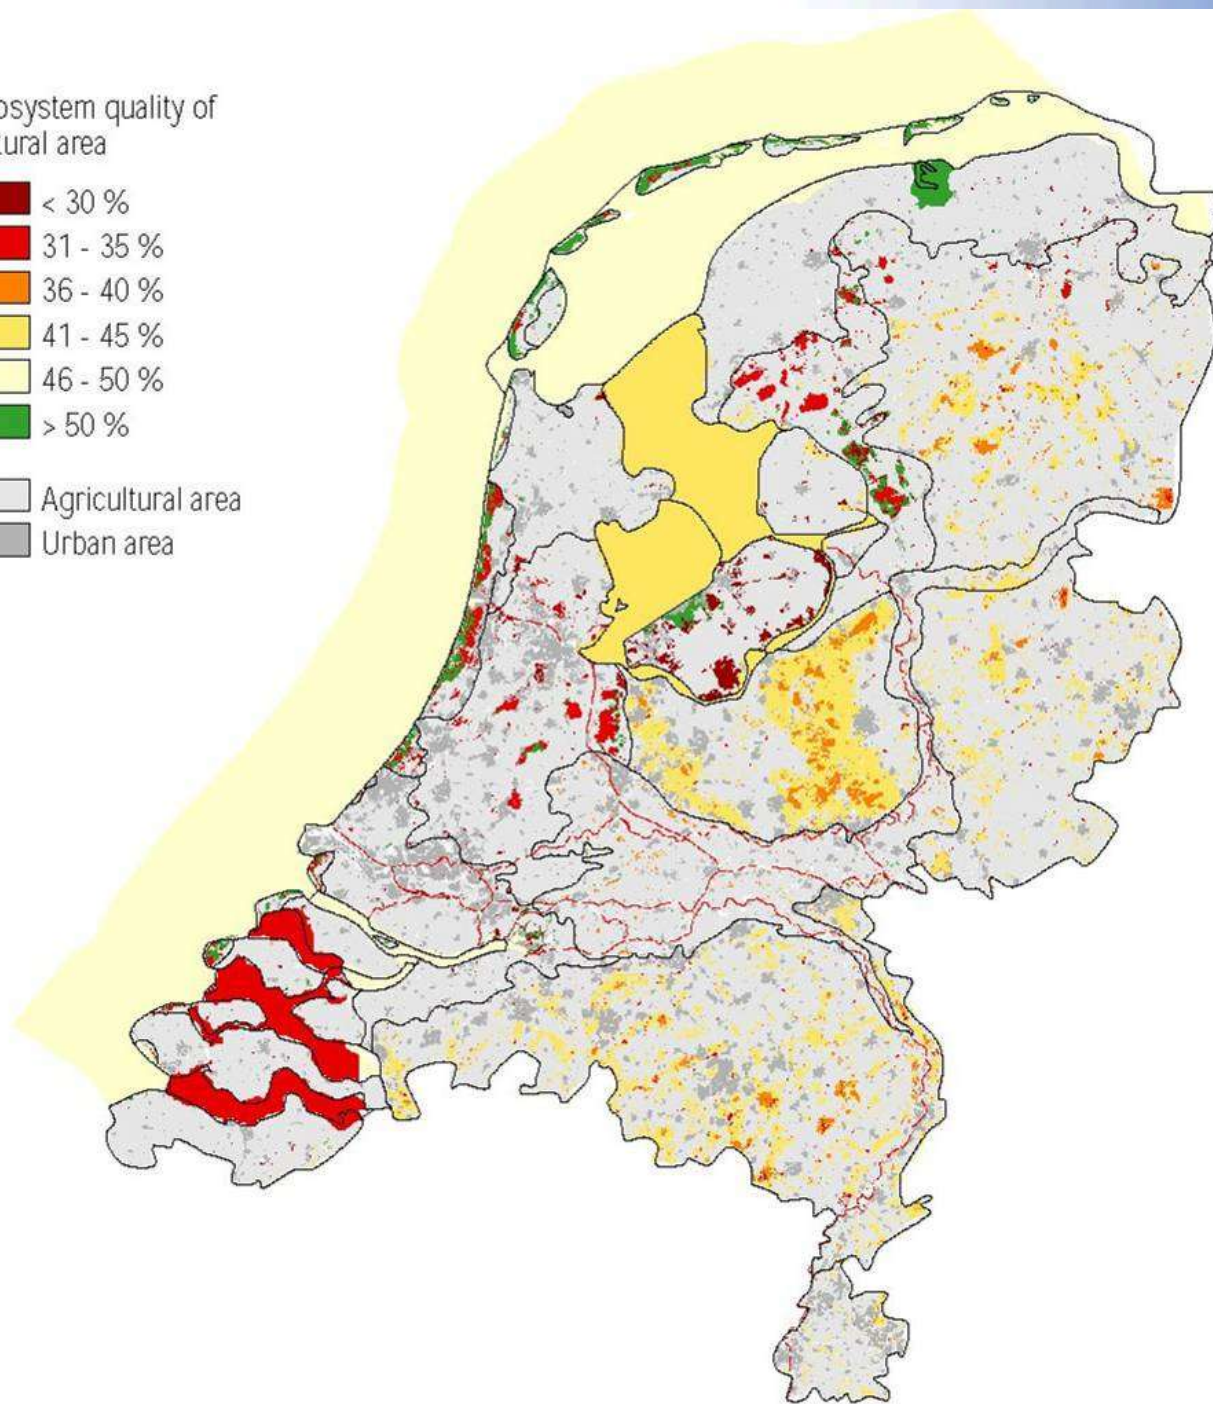 osystem quality of
ural area
< 30 %
31 - 35 %
36 - 40 %
41 - 45 %
46 - 50 %
> 50 %
Agricultural area
Urban area